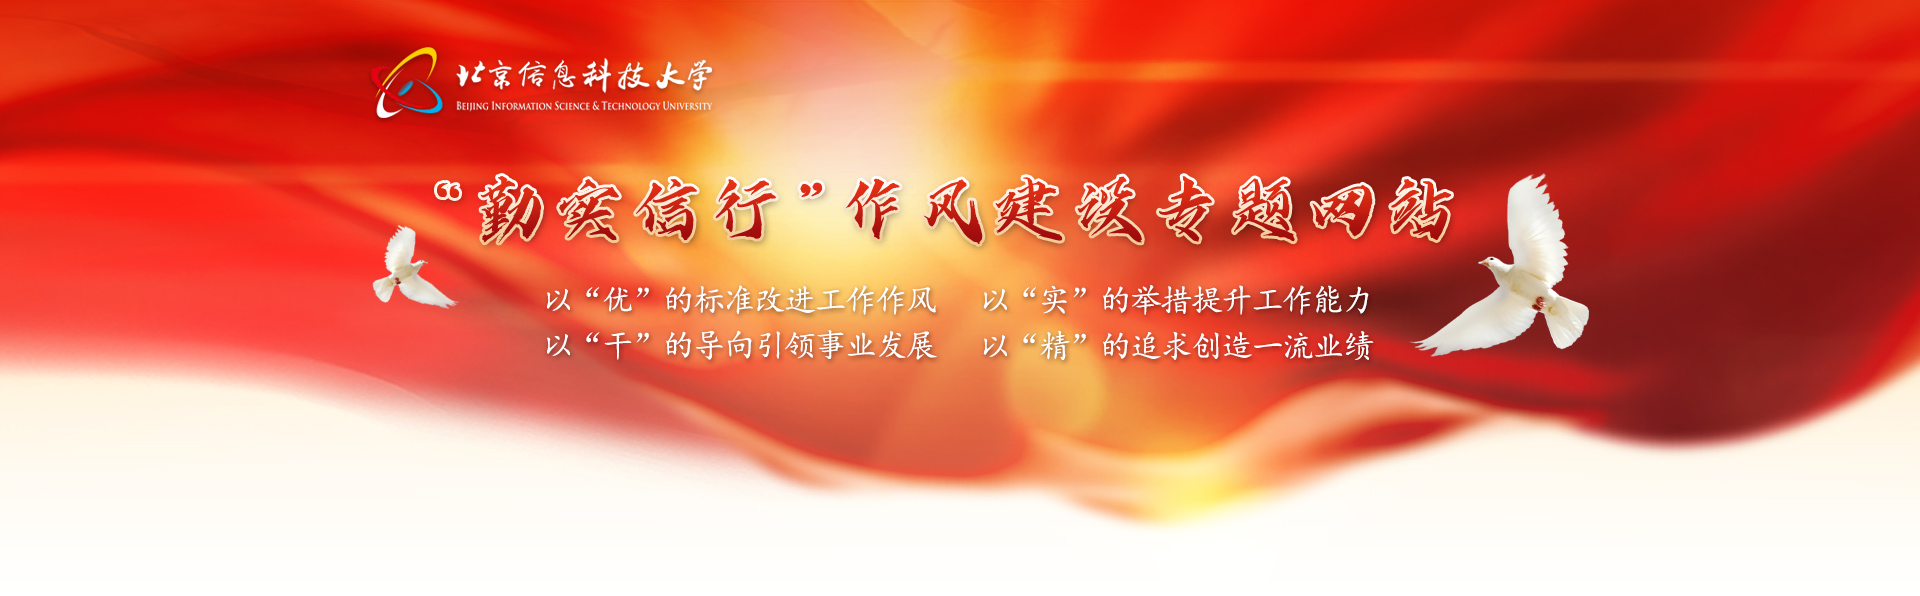 北京信息科技大学
BEIJING INFORMATION SCIENCE & TECHNOLOGY UNIVERSITY
“勤实信行”作风建设专题网站
以“优”的标准改进工作作风 以“实”的举措提升工作能力
以“干”的导向引领事业发展 以“精”的追求创造一流业绩